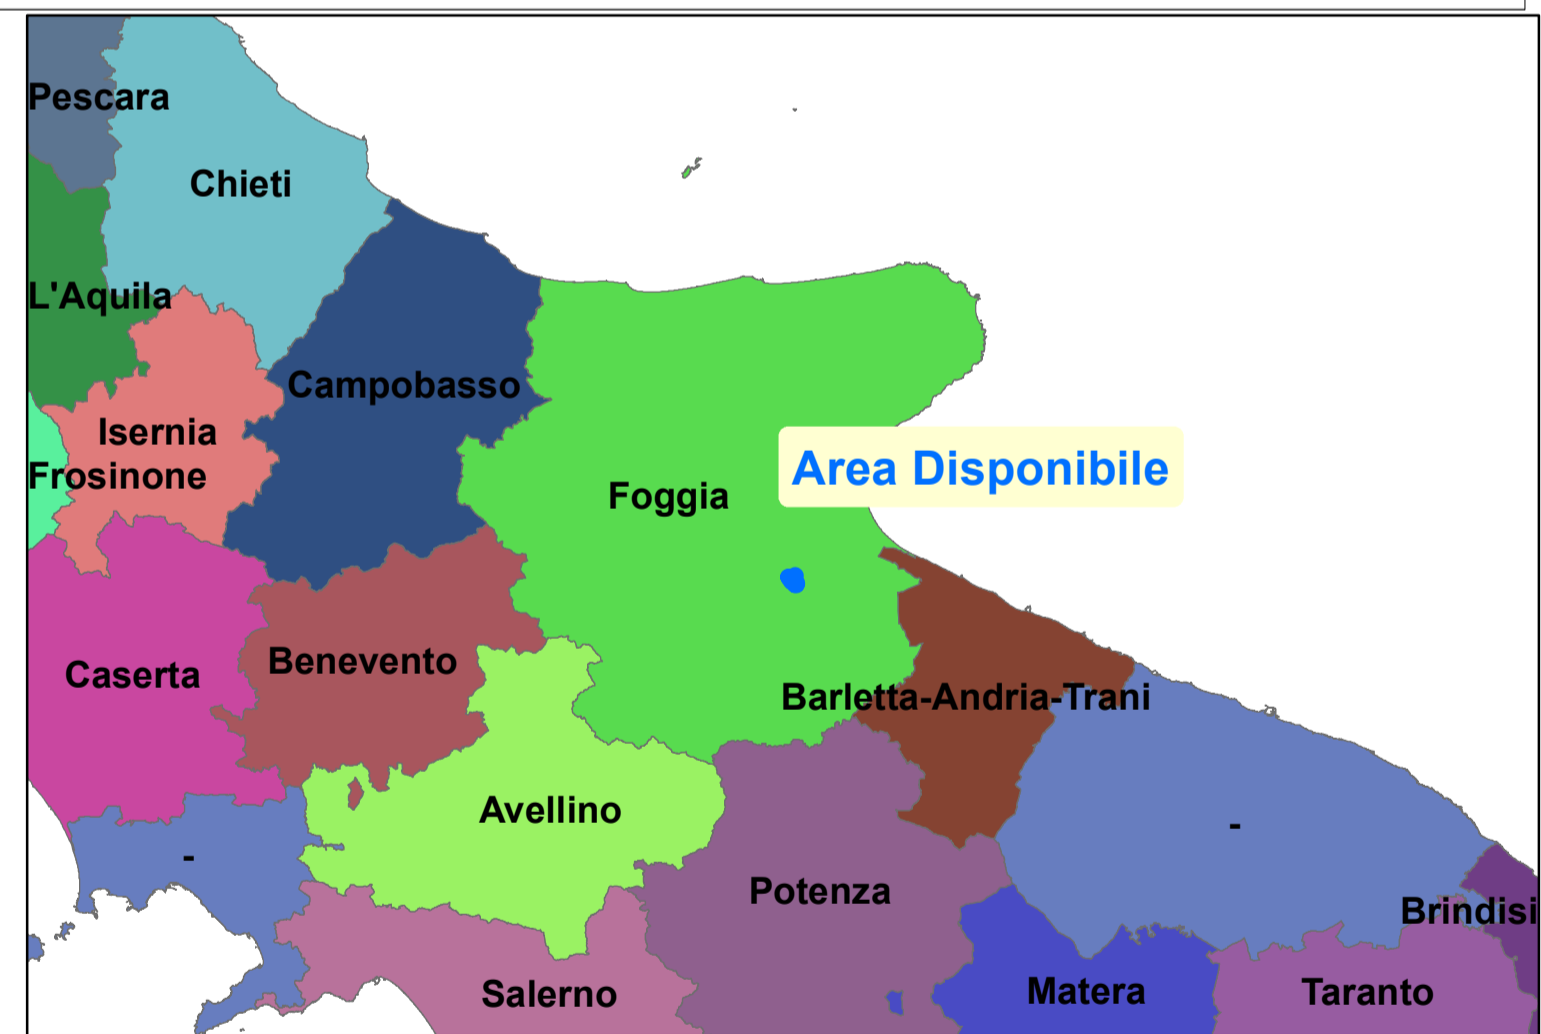 Pescara
Chieti
L'Aquila
Campobasso
Isernia
Frosinone
Area Disponibile
Foggia
Benevento
Caserta
Barletta-Andria-Trani
Avellino
-
-
Potenza
Brindisi
Salerno
Matera
Taranto